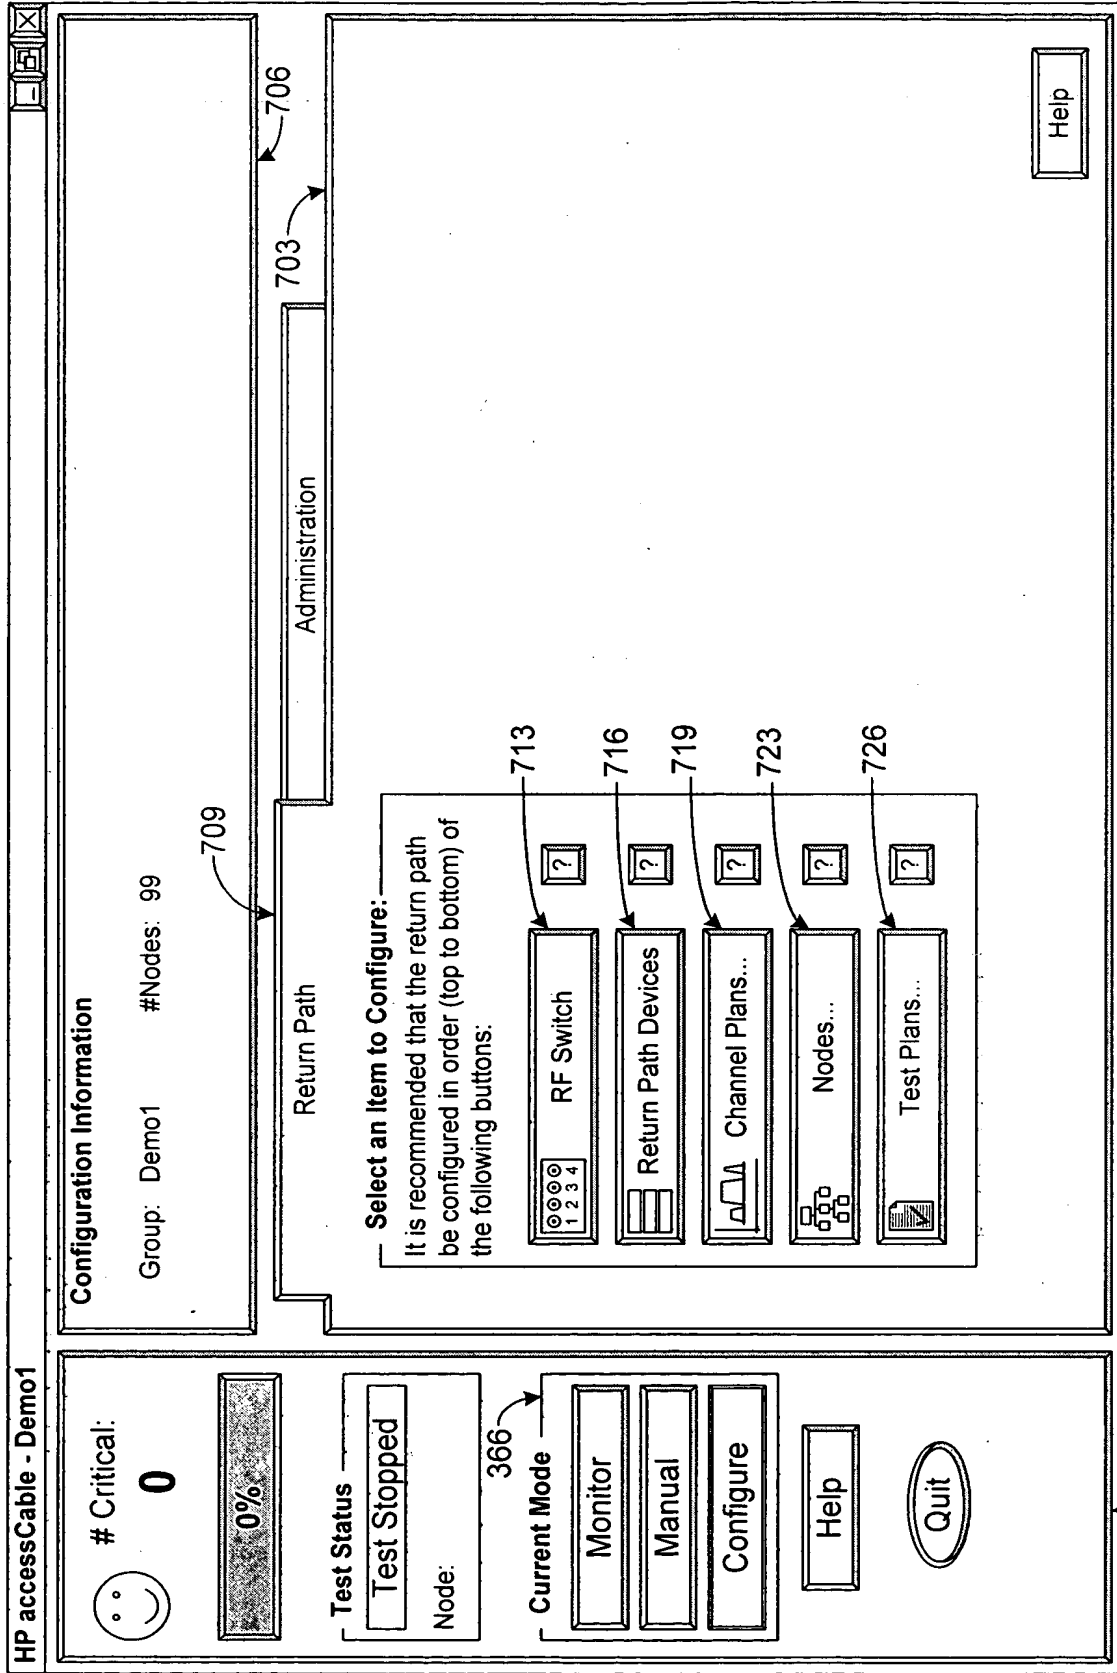 HP accessCable - Demo1
# Critical:
0
0%
Test Status
Test Stopped
Node:
366
Current Mode
Monitor
Manual
Configure
Help
Quit
Configuration Information
Group: Demo1 #Nodes: 99
706
703
709
Return Path
Administration
Select an Item to Configure:
It is recommended that the return path
be configured in order (top to bottom) of
the following buttons:
1 2 3 4 RF Switch ? 713
Return Path Devices ? 716
Channel Plans... ? 719
Nodes... ? 723
Test Plans... ? 726
Help